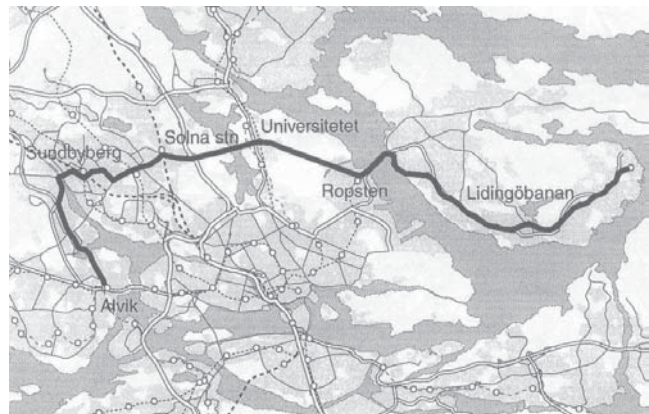 Solna stn
Universitetet
Sundbyberg
Ropsten
Lidingöbanan
Alvik